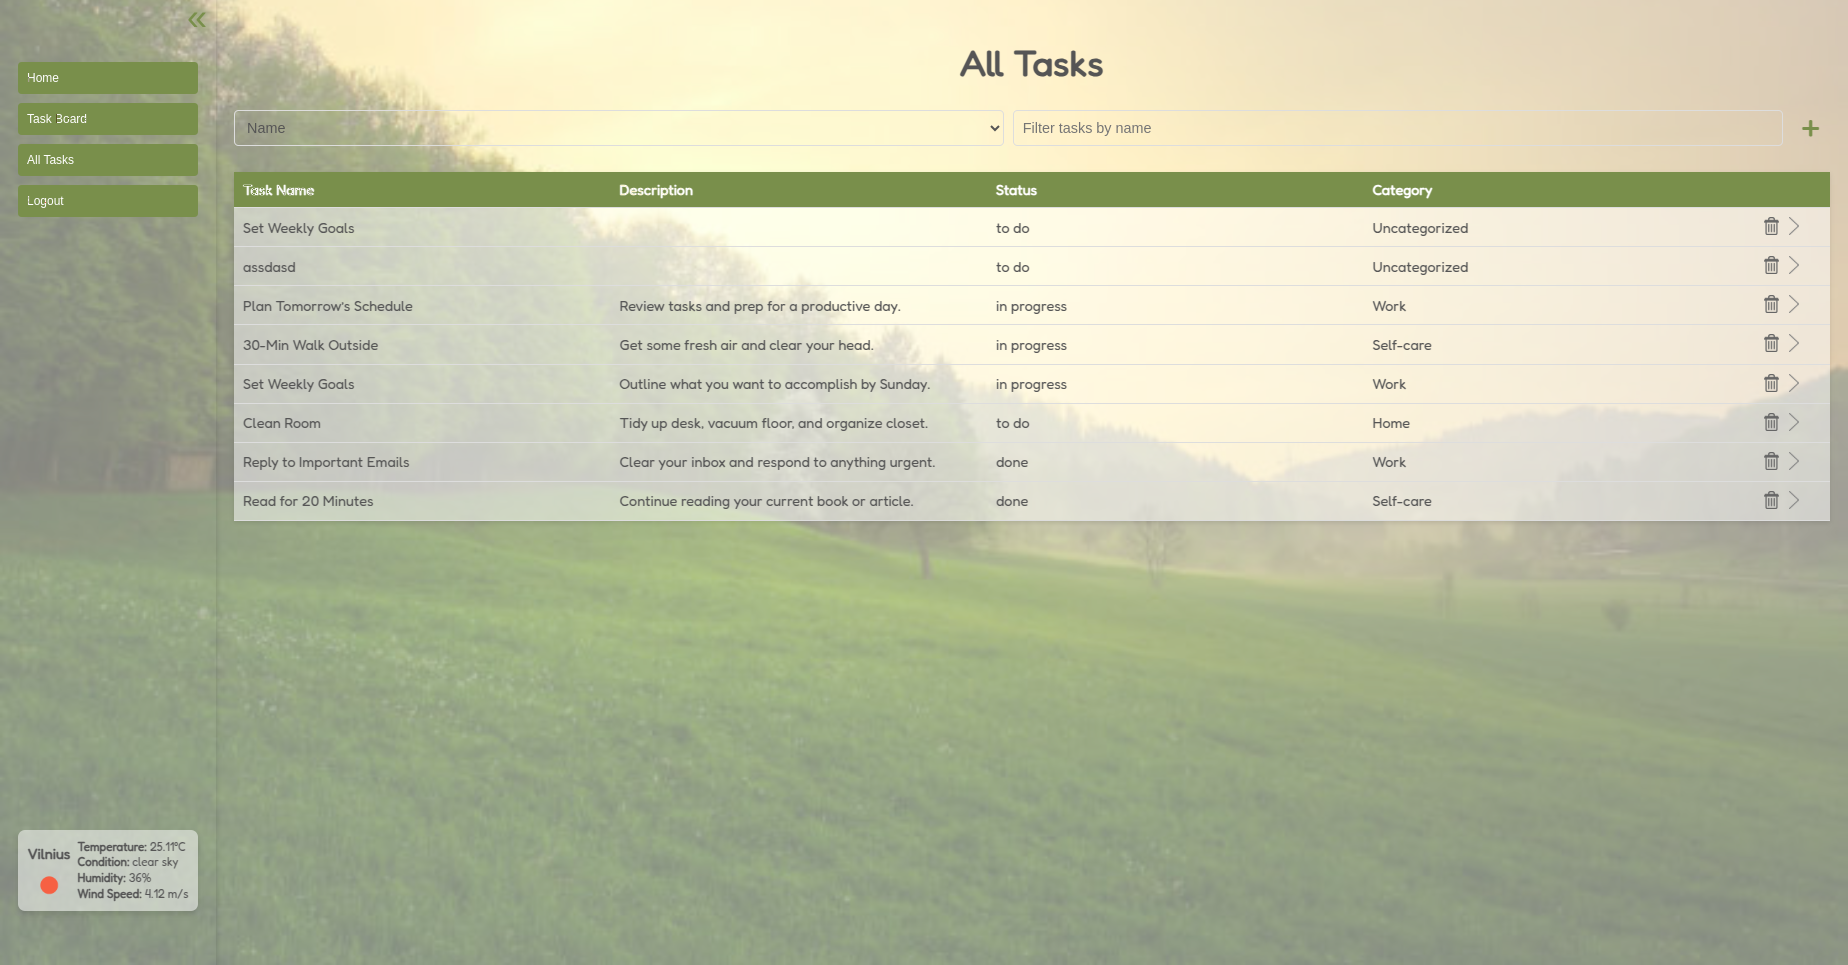 Home
Task Board
All Tasks
Logout
All Tasks
Name
Filter tasks by name
Task Name Description Status Category
Set Weekly Goals to do Uncategorized
assdasd to do Uncategorized
Plan Tomorrow's Schedule Review tasks and prep for a productive day. in progress Work
30-Min Walk Outside Get some fresh air and clear your head. in progress Self-care
Set Weekly Goals Outline what you want to accomplish by Sunday. in progress Work
Clean Room Tidy up desk, vacuum floor, and organize closet. to do Home
Reply to Important Emails Clear your inbox and respond to anything urgent. done Work
Read for 20 Minutes Continue reading your current book or article. done Self-care
Vilnius
Temperature: 25.11°C
Condition: clear sky
Humidity: 36%
Wind Speed: 4.12 m/s